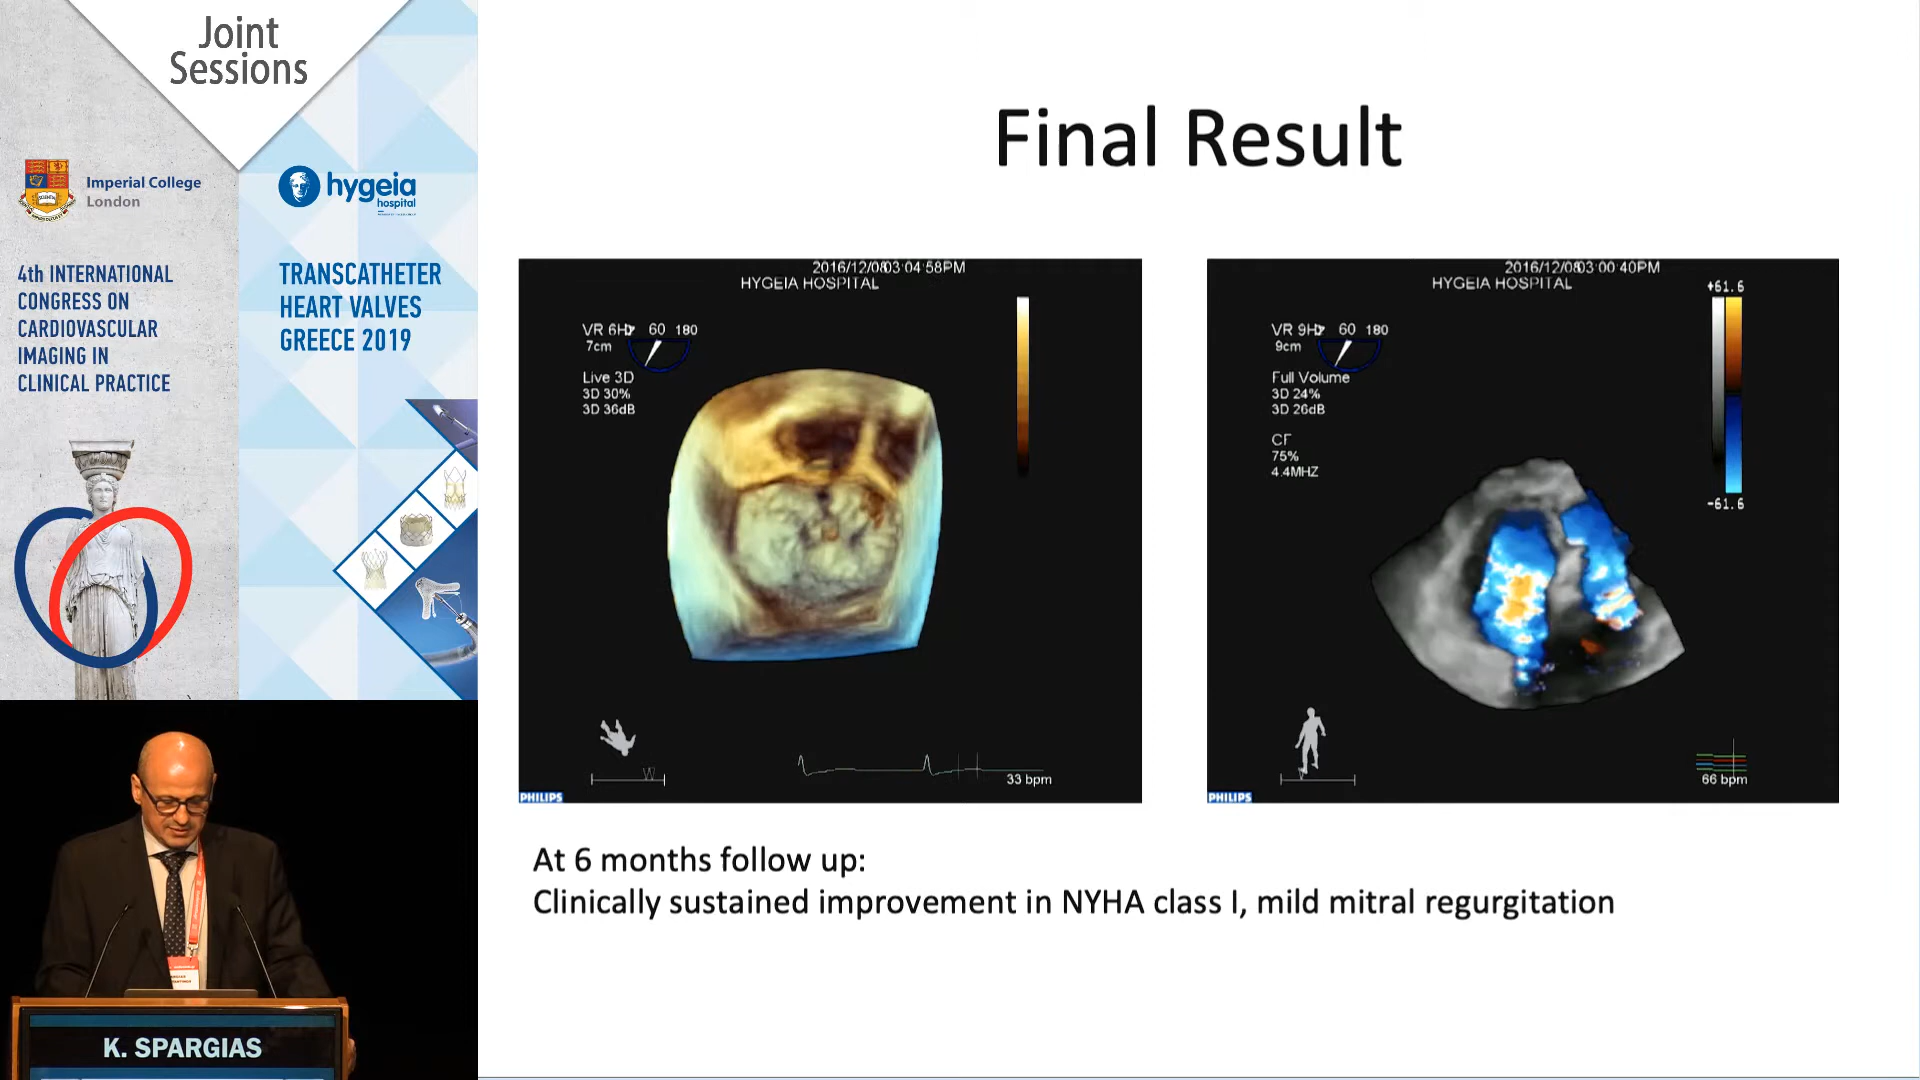 Joint
Sessions
Imperial College
London
hygeia
hospital
4th INTERNATIONAL
CONGRESS ON
CARDIOVASCULAR
IMAGING IN
CLINICAL PRACTICE
TRANSCATHETER
HEART VALVES
GREECE 2019
Final Result
2016/12/08 03:04:58PM
HYGEIA HOSPITAL
VR 6Hz
60 180
7cm
Live 3D
3D 30%
3D 36dB
33 bpm
PHILIPS
2016/12/08 03:00:40PM
HYGEIA HOSPITAL
+61.6
VR 9Hz
60 180
9cm
Full Volume
3D 24%
3D 26dB
CF
75%
4.4MHZ
-61.6
66 bpm
PHILIPS
At 6 months follow up:
Clinically sustained improvement in NYHA class I, mild mitral regurgitation
K. SPARGIAS